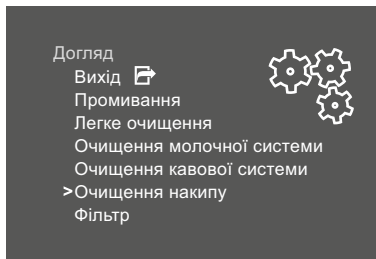 Догляд
Вихід
Промивання
Легке очищення
Очищення молочної системи
Очищення кавової системи
>Очищення накипу
Фільтр